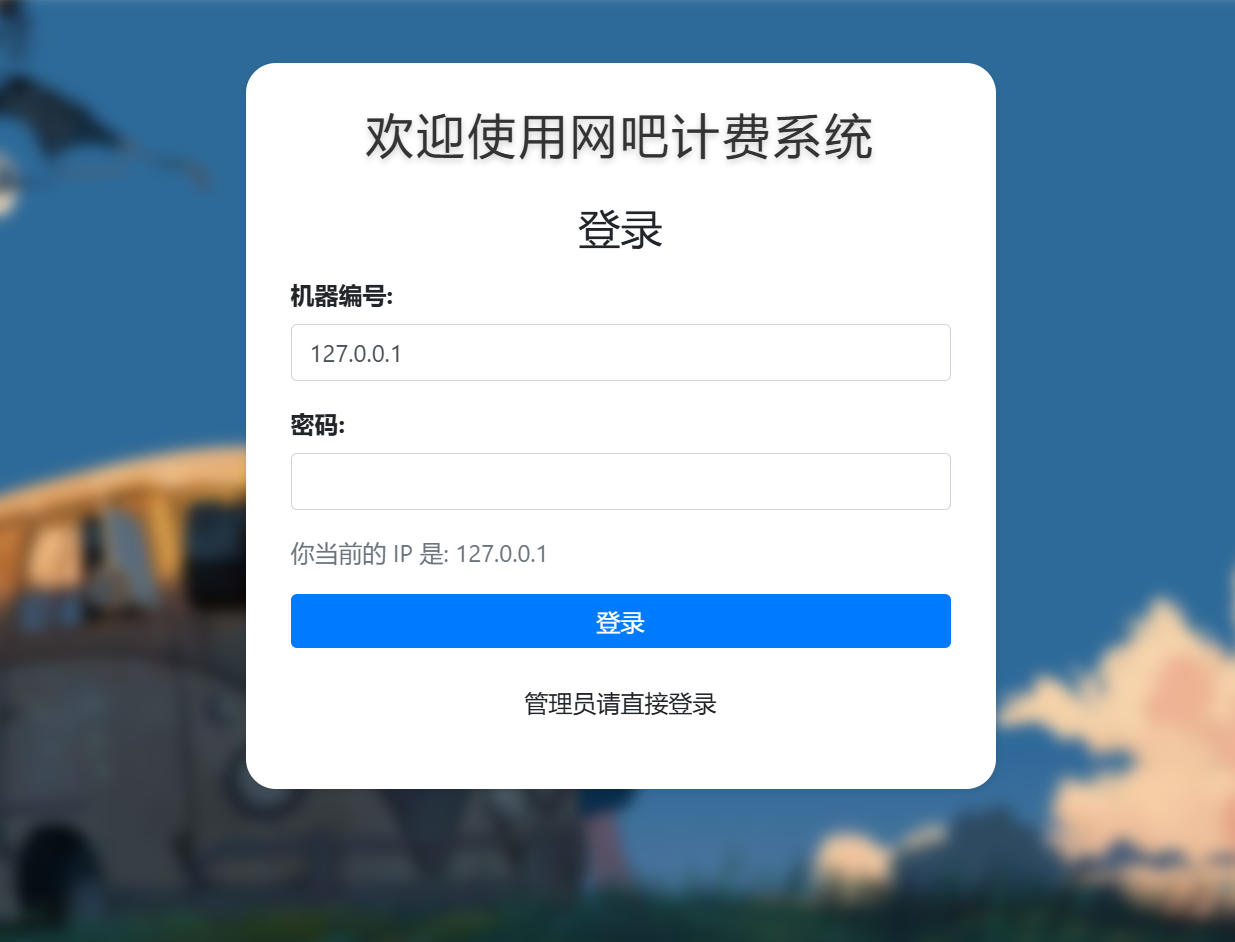 欢迎使用网吧计费系统
登录
机器编号:
127.0.0.1
密码:
你当前的 IP 是: 127.0.0.1
登录
管理员请直接登录